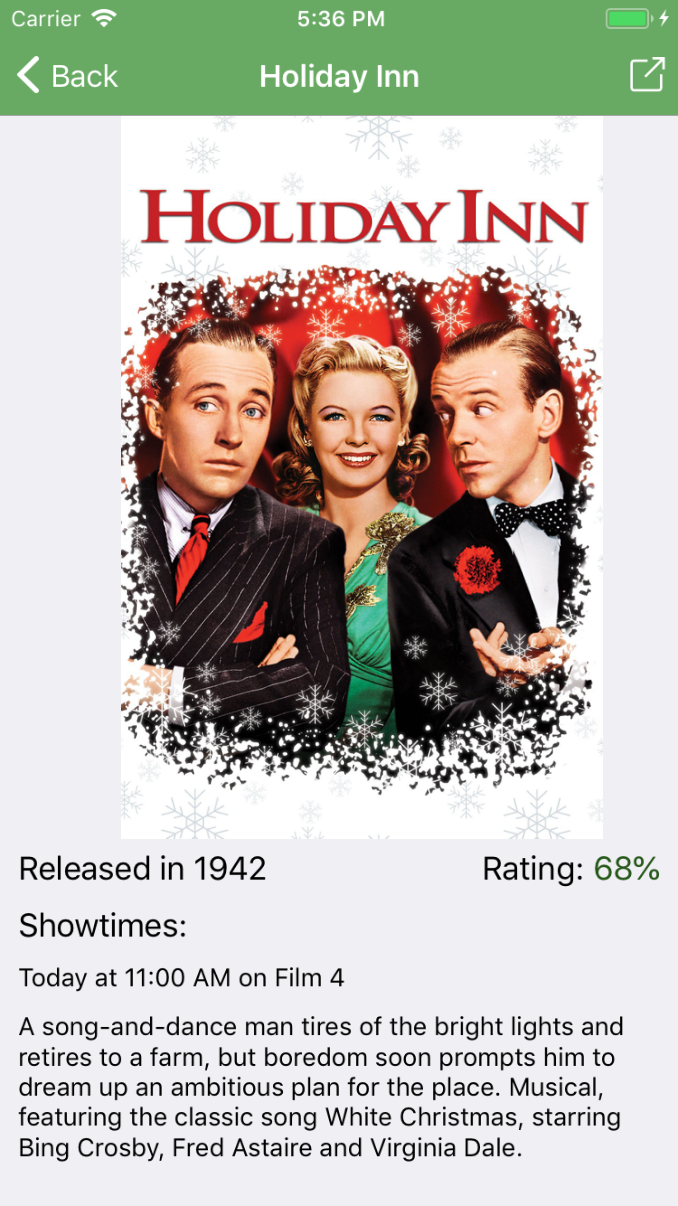 Carrier 5:36 PM
Back Holiday Inn
HOLIDAY INN
Released in 1942 Rating: 68%
Showtimes:
Today at 11:00 AM on Film 4
A song-and-dance man tires of the bright lights and
retires to a farm, but boredom soon prompts him to
dream up an ambitious plan for the place. Musical,
featuring the classic song White Christmas, starring
Bing Crosby, Fred Astaire and Virginia Dale.